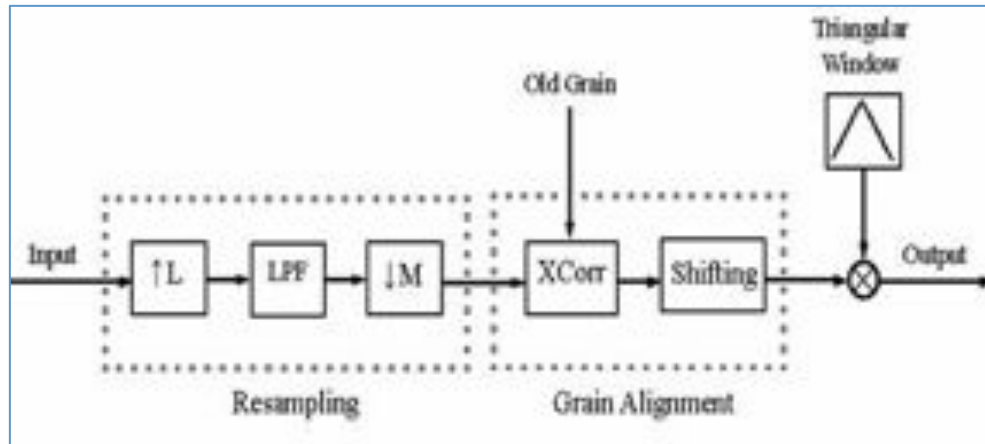 Triangular
Window
Old Grain
Input
↑L
LPF
↓M
XCorr
Shifting
Output
Resampling
Grain Alignment